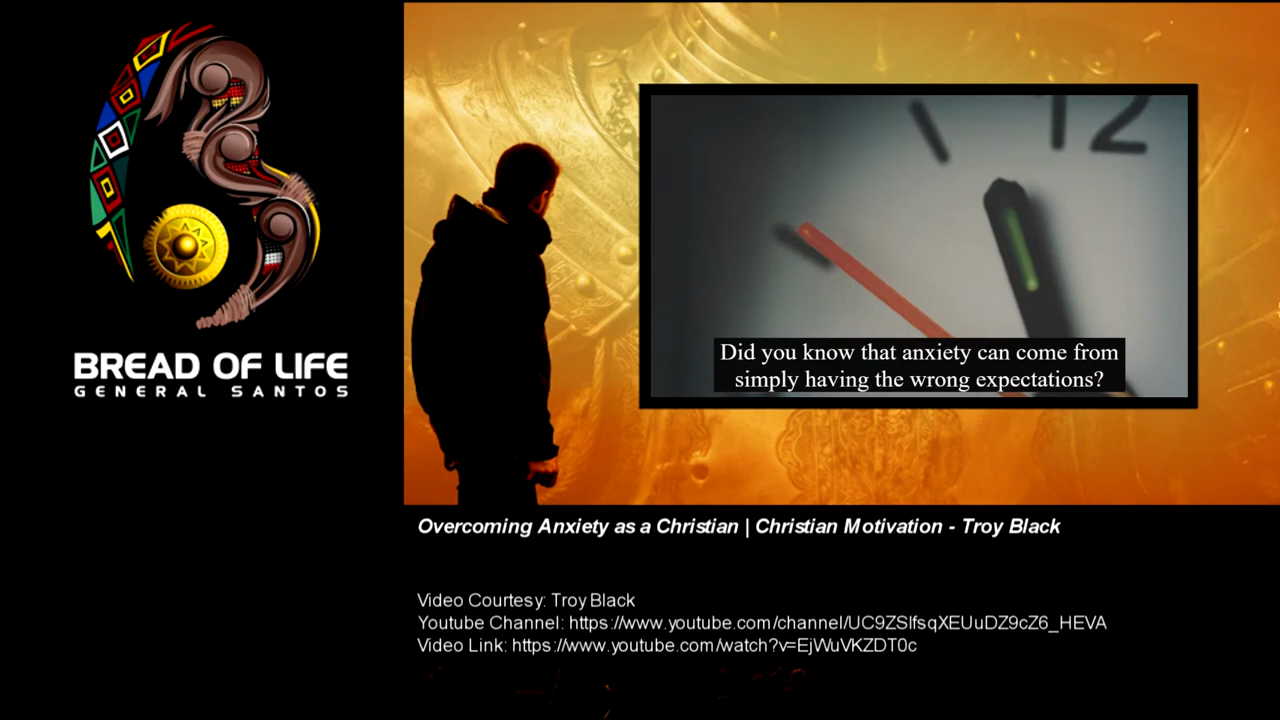 BREAD OF LIFE
GENERAL SANTOS
12
Did you know that anxiety can come from
simply having the wrong expectations?
Overcoming Anxiety as a Christian | Christian Motivation - Troy Black
Video Courtesy: Troy Black
Youtube Channel: https://www.youtube.com/channel/UC9ZSlfsqXEUuDZ9cZ6_HEVA
Video Link: https://www.youtube.com/watch?v=EjWuVKZDT0c